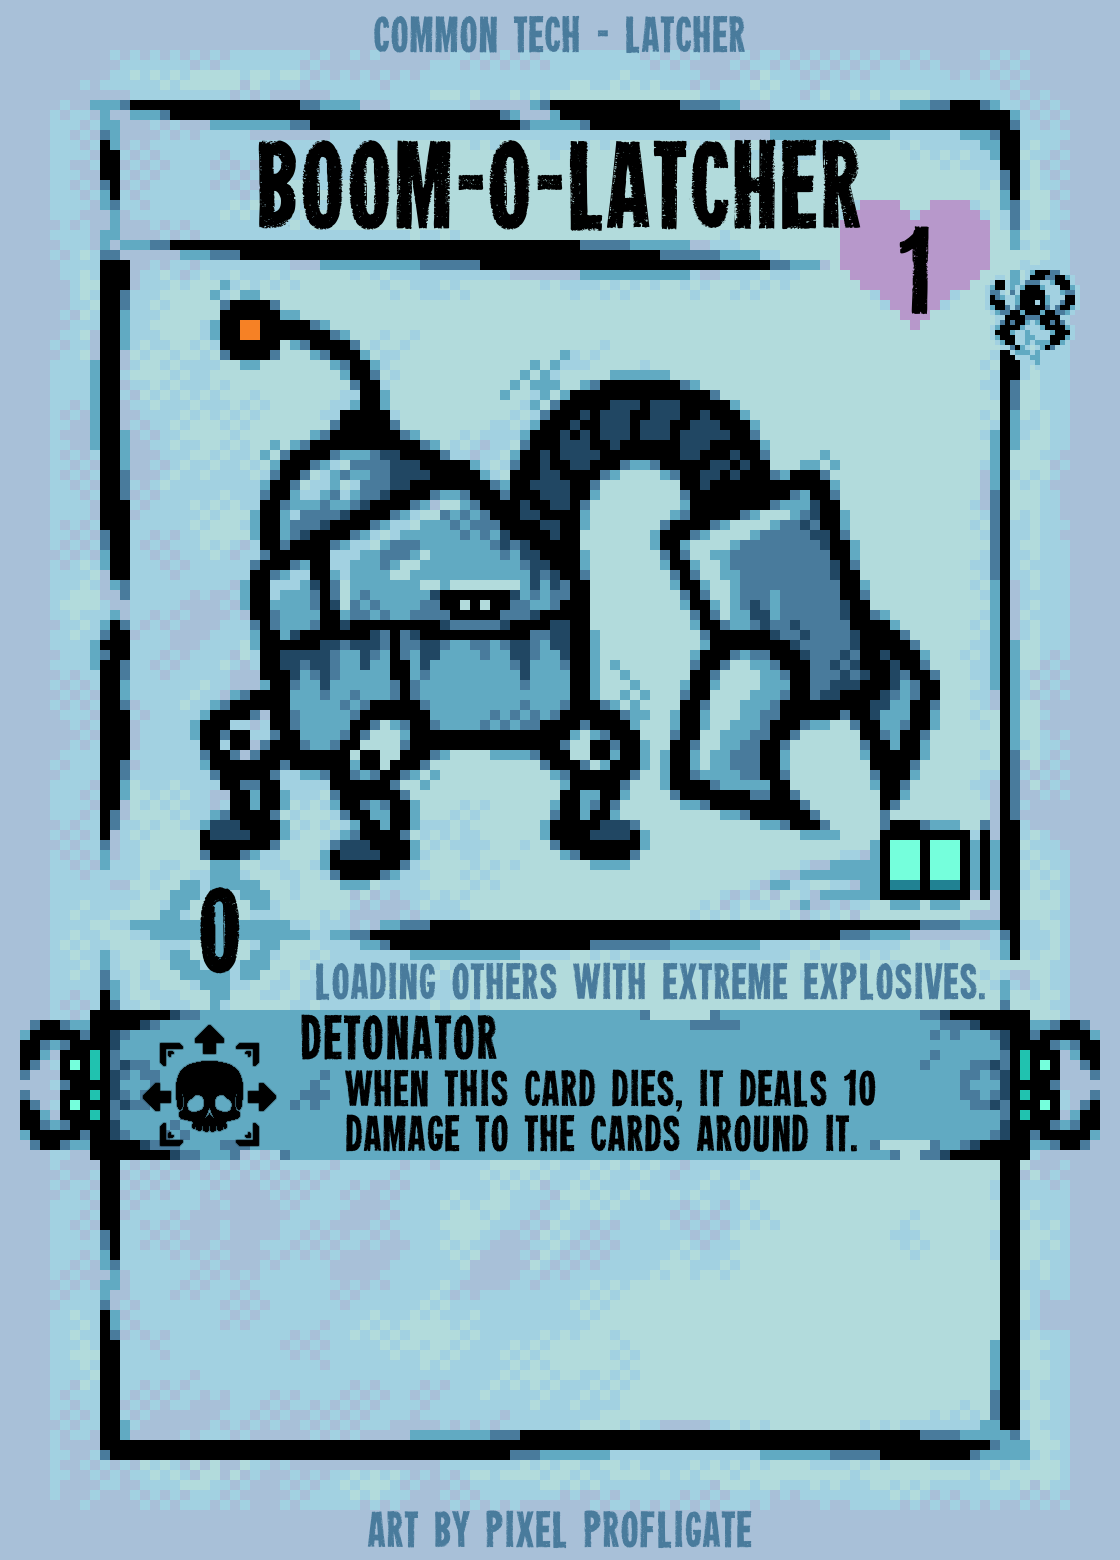 COMMON TECH - LATCHER
BOOM-O-LATCHER
1
0
LOADING OTHERS WITH EXTREME EXPLOSIVES.
DETONATOR
WHEN THIS CARD DIES, IT DEALS 10
DAMAGE TO THE CARDS AROUND IT.
ART BY PIXEL PROFLIGATE